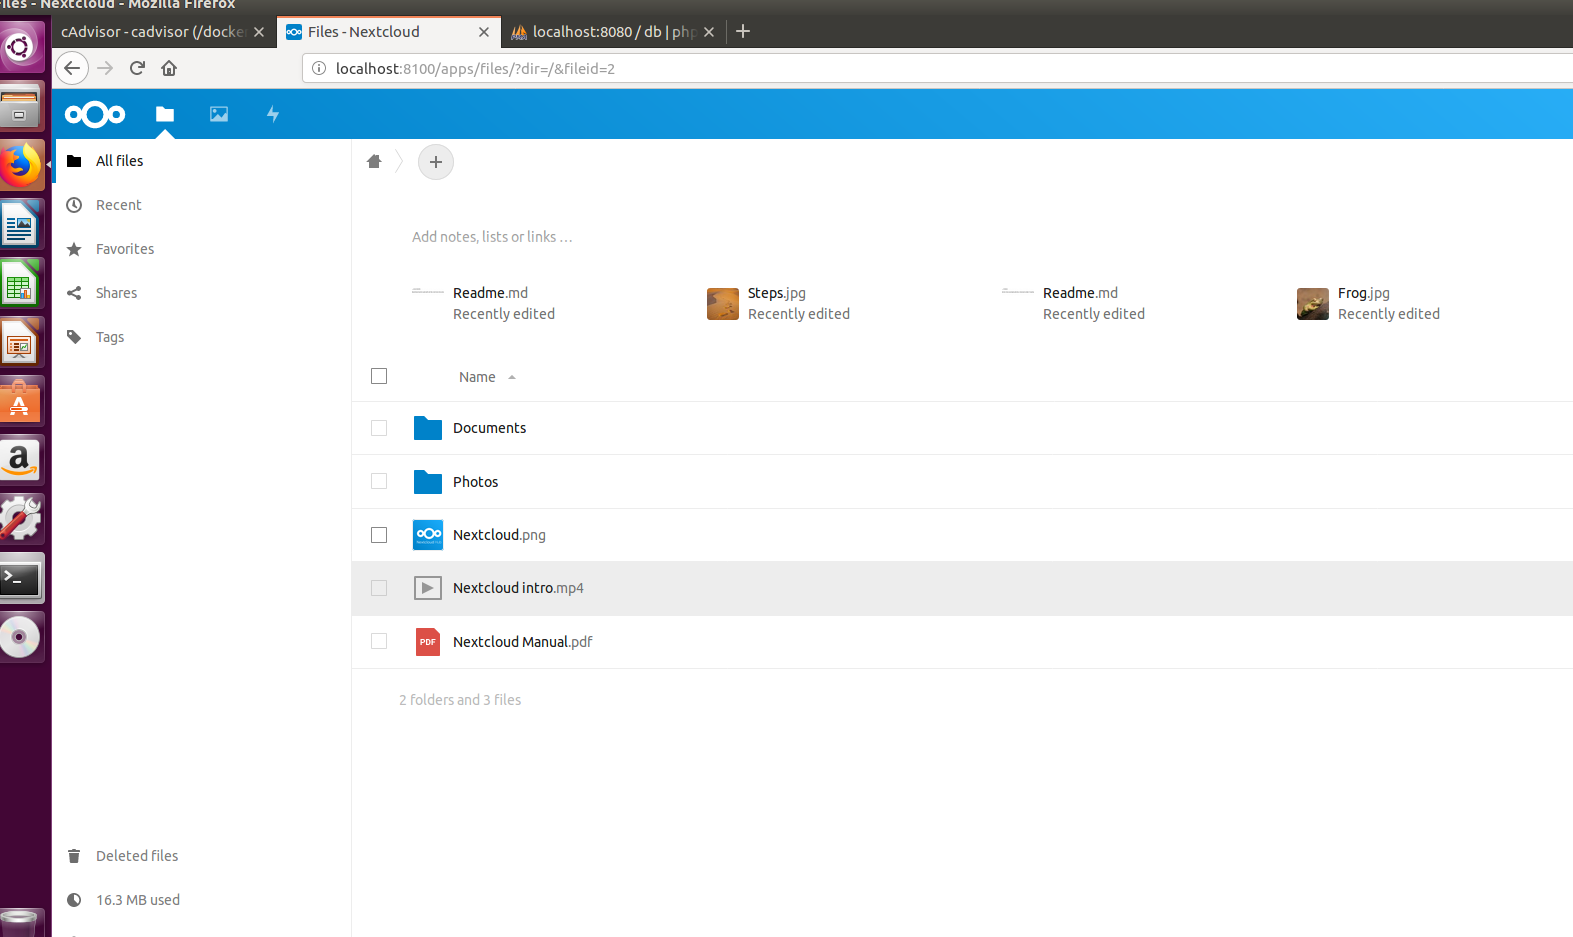 Files - Nextcloud - Mozilla Firefox
cAdvisor - cadvisor (/docke
Files - Nextcloud
localhost:8080 / db | php
localhost:8100/apps/files/?dir=/&fileid=2
All files
Recent
Favorites
Shares
Tags
Add notes, lists or links …
Readme.md
Recently edited
Steps.jpg
Recently edited
Readme.md
Recently edited
Frog.jpg
Recently edited
Name
Documents
Photos
Nextcloud.png
Nextcloud intro.mp4
PDF
Nextcloud Manual.pdf
2 folders and 3 files
Deleted files
16.3 MB used